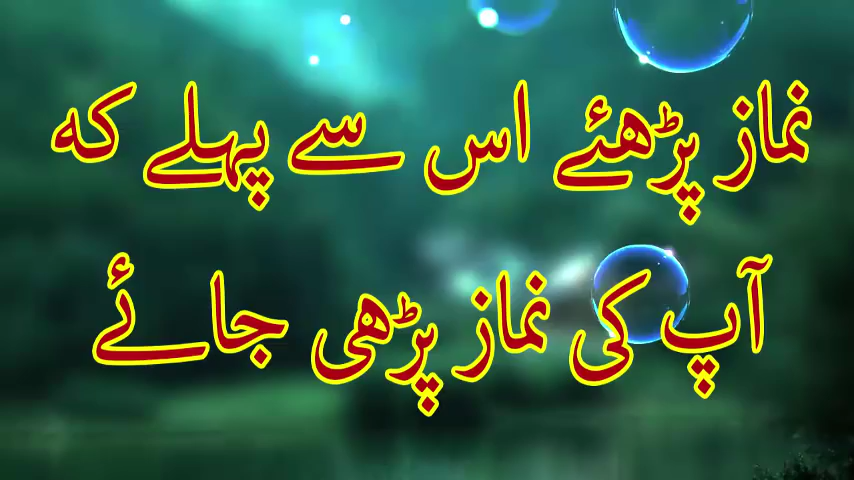 نماز پڑھئے اس سے پہلے کہ
آپ کی نماز پڑھی جائے